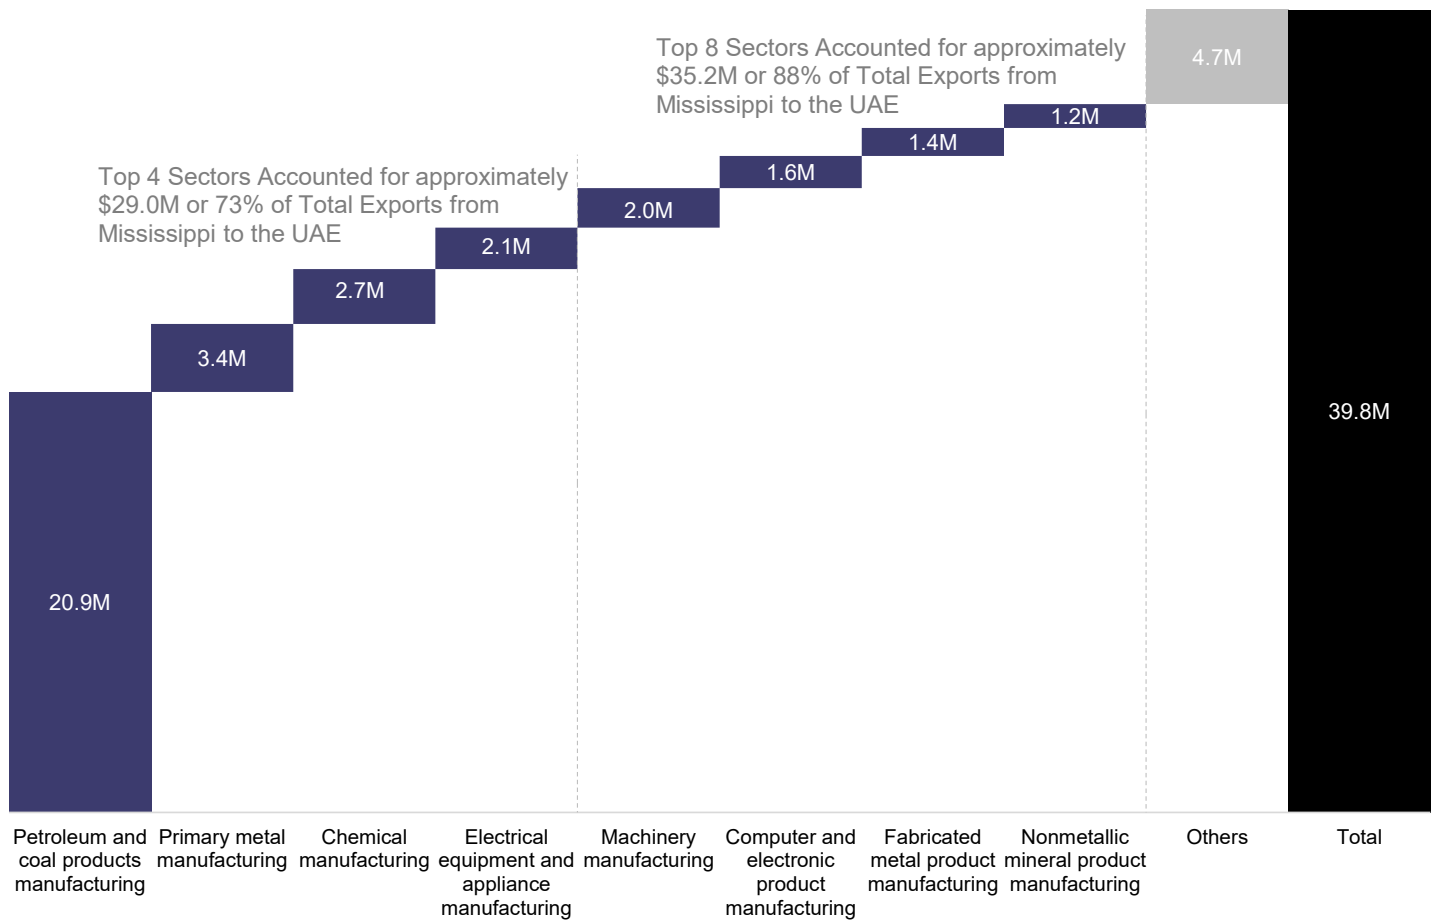 Top 8 Sectors Accounted for approximately
$35.2M or 88% of Total Exports from
Mississippi to the UAE
Top 4 Sectors Accounted for approximately
$29.0M or 73% of Total Exports from
Mississippi to the UAE
20.9M
3.4M
2.7M
2.1M
2.0M
1.6M
1.4M
1.2M
4.7M
39.8M
Petroleum and
coal products
manufacturing
Primary metal
manufacturing
Chemical
manufacturing
Electrical
equipment and
appliance
manufacturing
Machinery
manufacturing
Computer and
electronic
product
manufacturing
Fabricated
metal product
manufacturing
Nonmetallic
mineral product
manufacturing
Others
Total